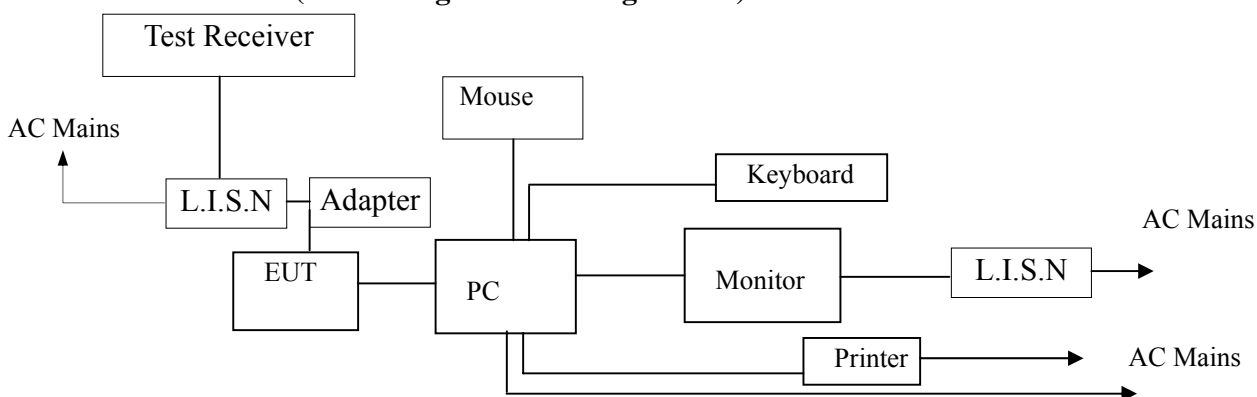 Test Receiver
Mouse
AC Mains
Keyboard
L.I.S.N
Adapter
AC Mains
EUT
PC
Monitor
L.I.S.N
Printer
AC Mains